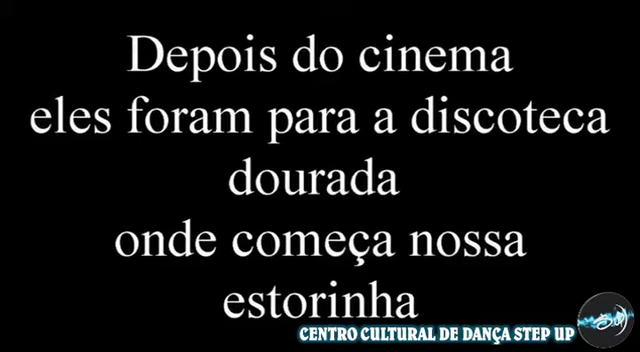 Depois do cinema
eles foram para a discoteca
dourada
onde começa nossa
estorinha
CENTRO CULTURAL DE DANÇA STEP UP